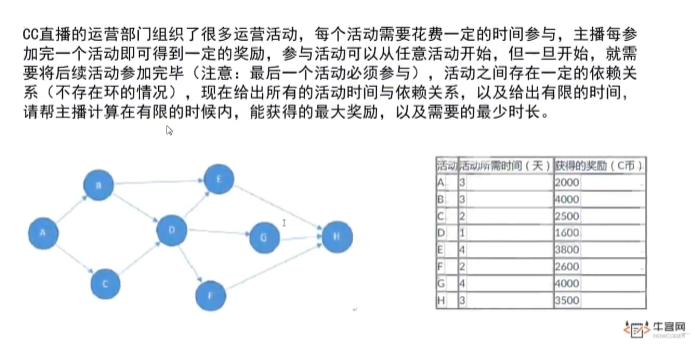 CC直播的运营部门组织了很多运营活动，每个活动需要花费一定的时间参与，主播每参
加完一个活动即可得到一定的奖励，参与活动可以从任意活动开始，但一旦开始，就需
要将后续活动参加完毕（注意：最后一个活动必须参与），活动之间存在一定的依赖关
系（不存在环的情况），现在给出所有的活动时间与依赖关系，以及给出有限的时间，
请帮主播计算在有限的时候内，能获得的最大奖励，以及需要的最少时长。
A
B
C
D
E
F
G
H
活动 活动所需时间（天） 获得的奖励（C币）
A 3 2000
B 3 4000
C 2 2500
D 1 1600
E 4 3800
F 2 2600
G 4 4000
H 3 3500
牛客网